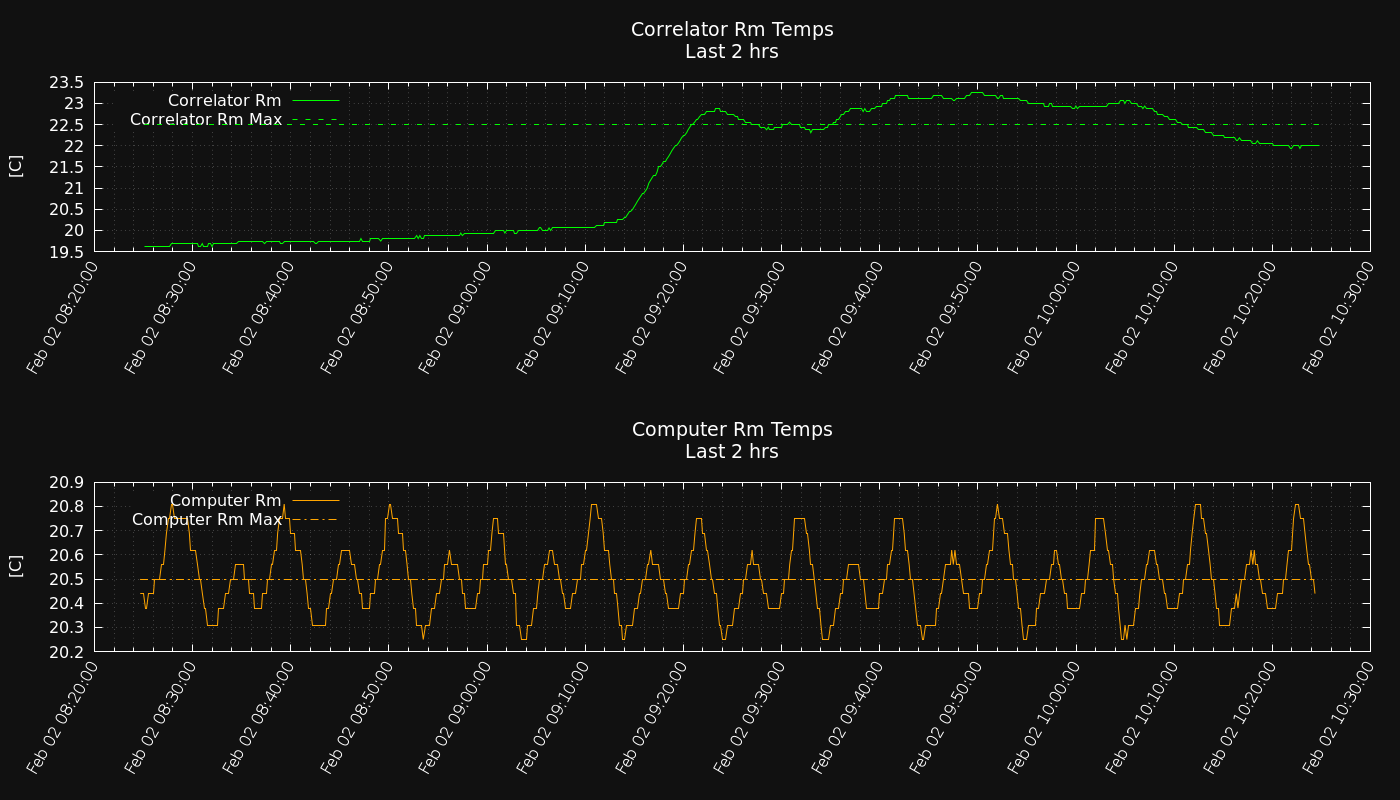 Correlator Rm Temps
Last 2 hrs
23.5
23
22.5
22
21.5
21
20.5
20
19.5
[C]
Correlator Rm
Correlator Rm Max
Feb 02 08:20:00
Feb 02 08:30:00
Feb 02 08:40:00
Feb 02 08:50:00
Feb 02 09:00:00
Feb 02 09:10:00
Feb 02 09:20:00
Feb 02 09:30:00
Feb 02 09:40:00
Feb 02 09:50:00
Feb 02 10:00:00
Feb 02 10:10:00
Feb 02 10:20:00
Feb 02 10:30:00
Computer Rm Temps
Last 2 hrs
20.9
20.8
20.7
20.6
20.5
20.4
20.3
20.2
[C]
Computer Rm
Computer Rm Max
Feb 02 08:20:00
Feb 02 08:30:00
Feb 02 08:40:00
Feb 02 08:50:00
Feb 02 09:00:00
Feb 02 09:10:00
Feb 02 09:20:00
Feb 02 09:30:00
Feb 02 09:40:00
Feb 02 09:50:00
Feb 02 10:00:00
Feb 02 10:10:00
Feb 02 10:20:00
Feb 02 10:30:00